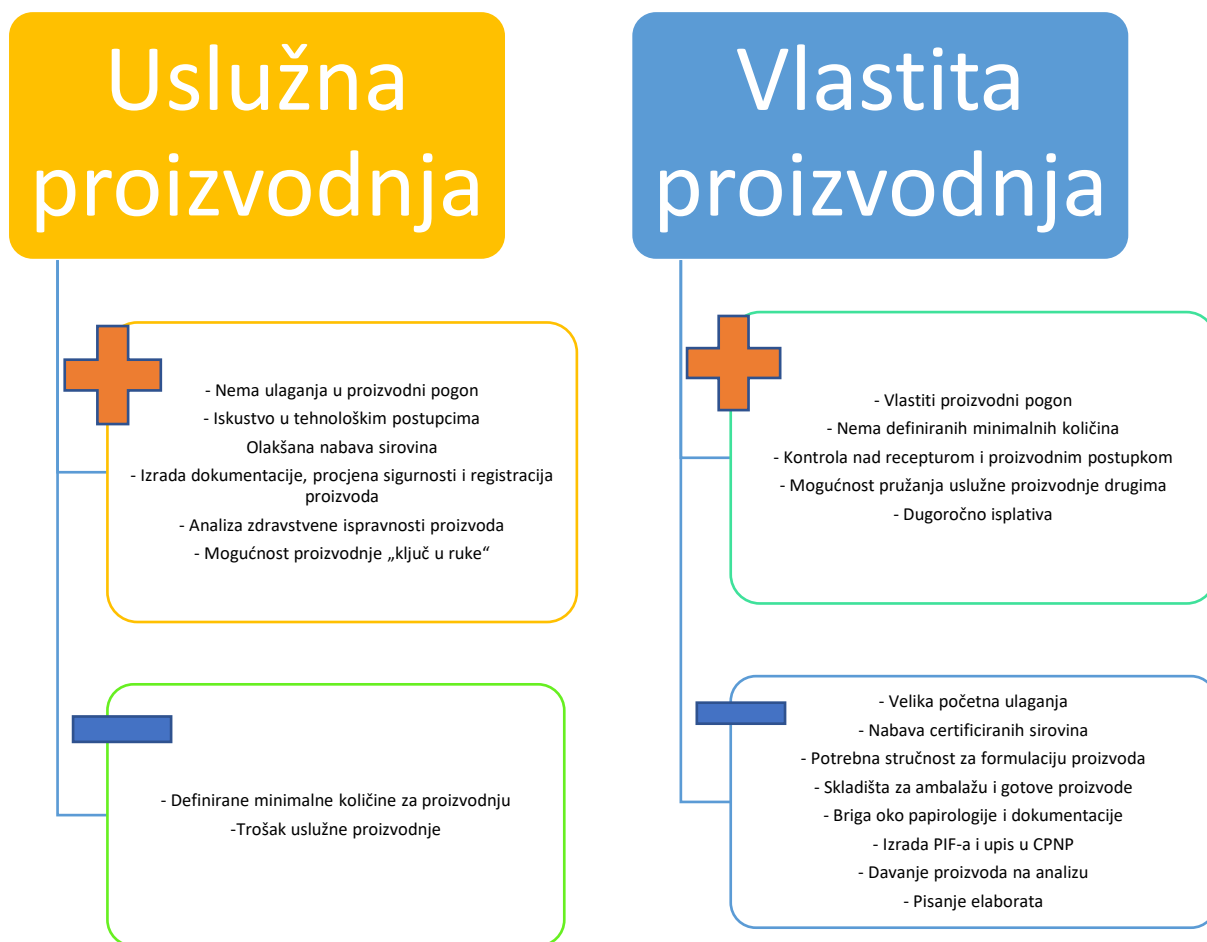 Uslužna
proizvodnja
- Nema ulaganja u proizvodni pogon
- Iskustvo u tehnološkim postupcima
Olakšana nabava sirovina
- Izrada dokumentacije, procjena sigurnosti i registracija
proizvoda
- Analiza zdravstvene ispravnosti proizvoda
- Mogućnost proizvodnje „ključ u ruke“
- Definirane minimalne količine za proizvodnju
-Trošak uslužne proizvodnje
Vlastita
proizvodnja
- Vlastiti proizvodni pogon
- Nema definiranih minimalnih količina
- Kontrola nad recepturom i proizvodnim postupkom
- Mogućnost pružanja uslužne proizvodnje drugima
- Dugoročno isplativa
- Velika početna ulaganja
- Nabava certificiranih sirovina
- Potrebna stručnost za formulaciju proizvoda
- Skladišta za ambalažu i gotove proizvode
- Briga oko papirologije i dokumentacije
- Izrada PIF-a i upis u CPNP
- Davanje proizvoda na analizu
- Pisanje elaborata